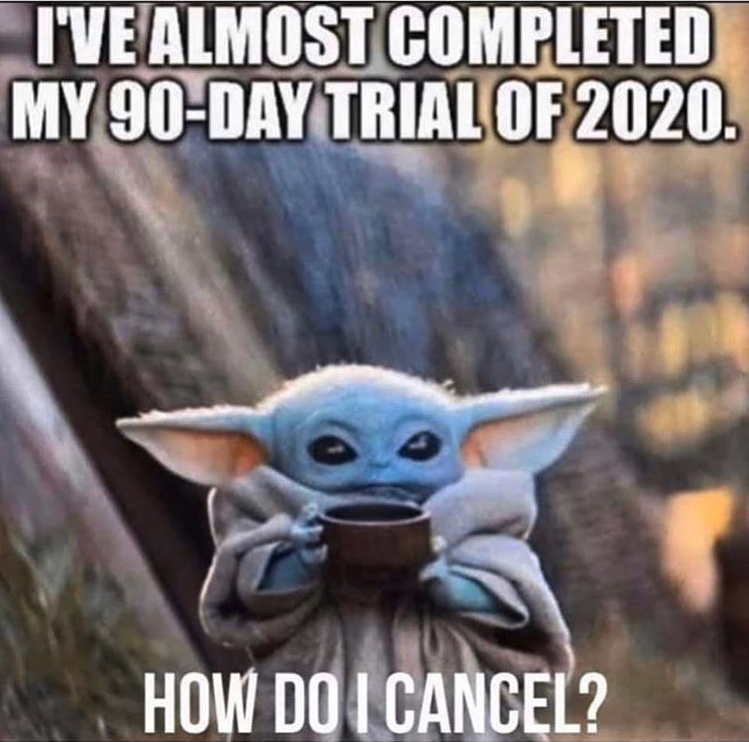 I'VE ALMOST COMPLETED
MY 90-DAY TRIAL OF 2020.
HOW DO I CANCEL?